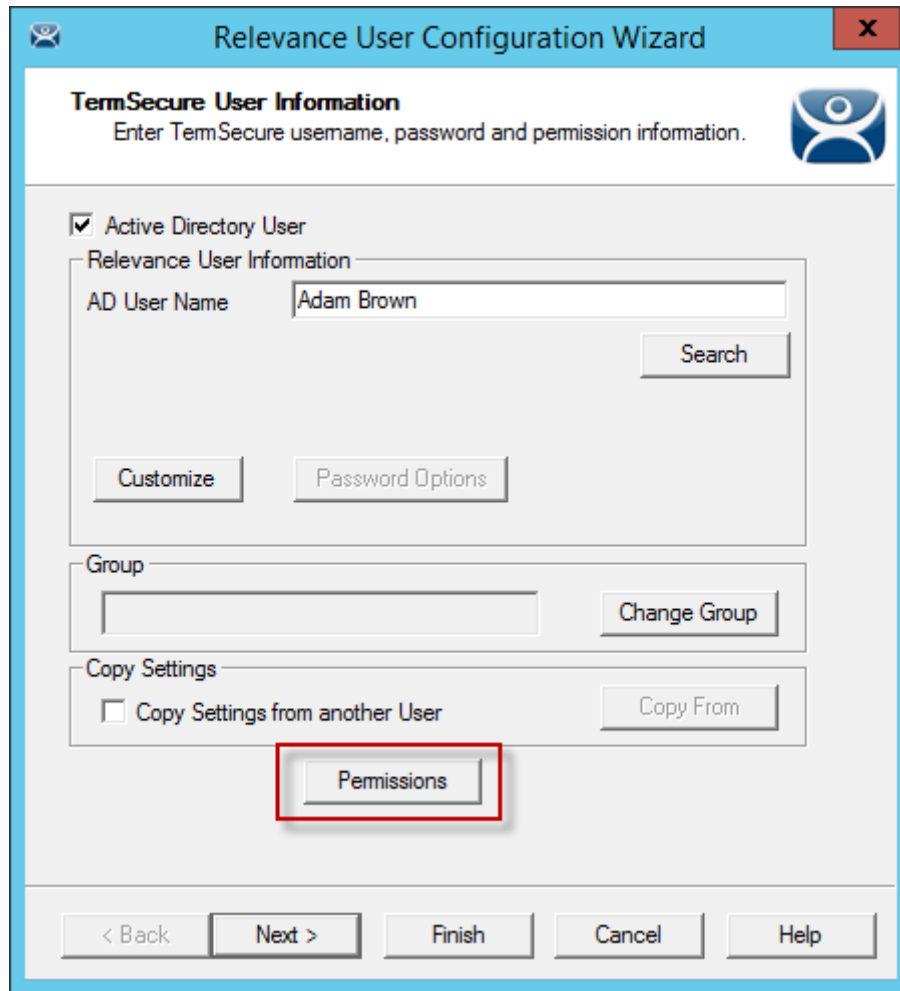 Relevance User Configuration Wizard
x
TermSecure User Information
Enter TermSecure username, password and permission information.
Active Directory User
Relevance User Information
AD User Name
Adam Brown
Search
Customize
Password Options
Group
Change Group
Copy Settings
Copy Settings from another User
Copy From
Permissions
< Back
Next >
Finish
Cancel
Help